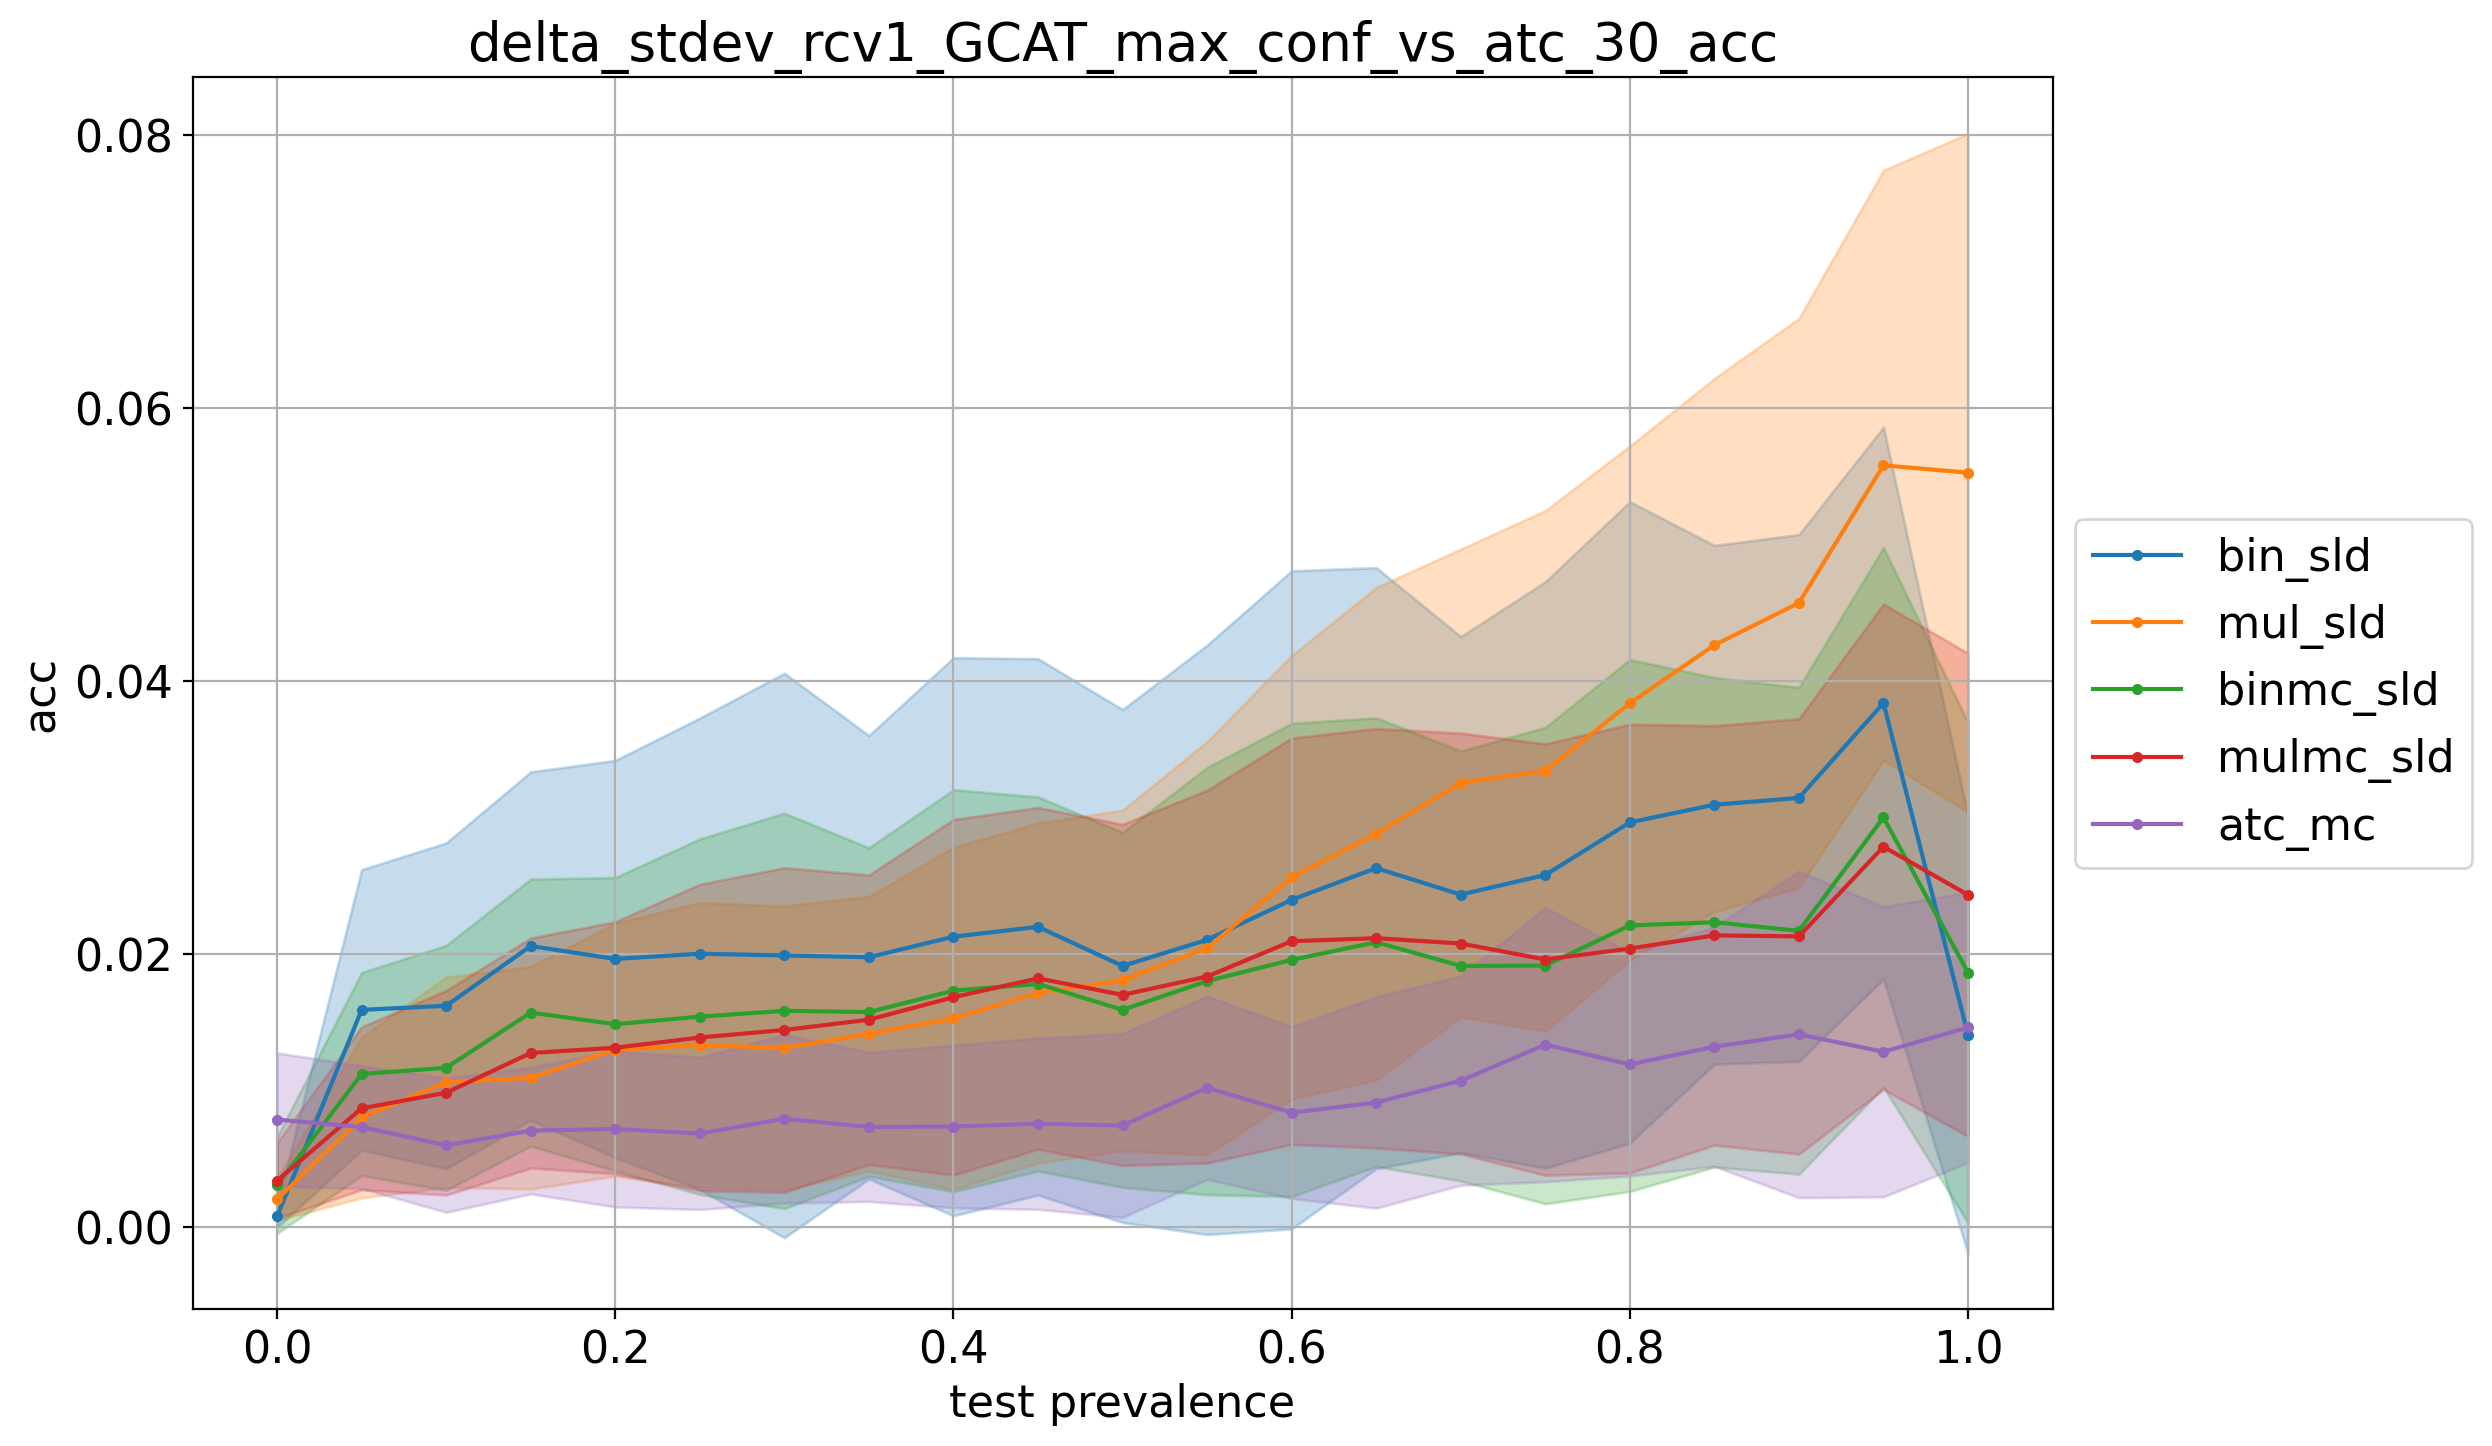 delta_stdev_rcv1_GCAT_max_conf_vs_atc_30_acc
acc
0.08
0.06
0.04
0.02
0.00
0.0 0.2 0.4 0.6 0.8 1.0
test prevalence
bin_sld
mul_sld
binmc_sld
mulmc_sld
atc_mc